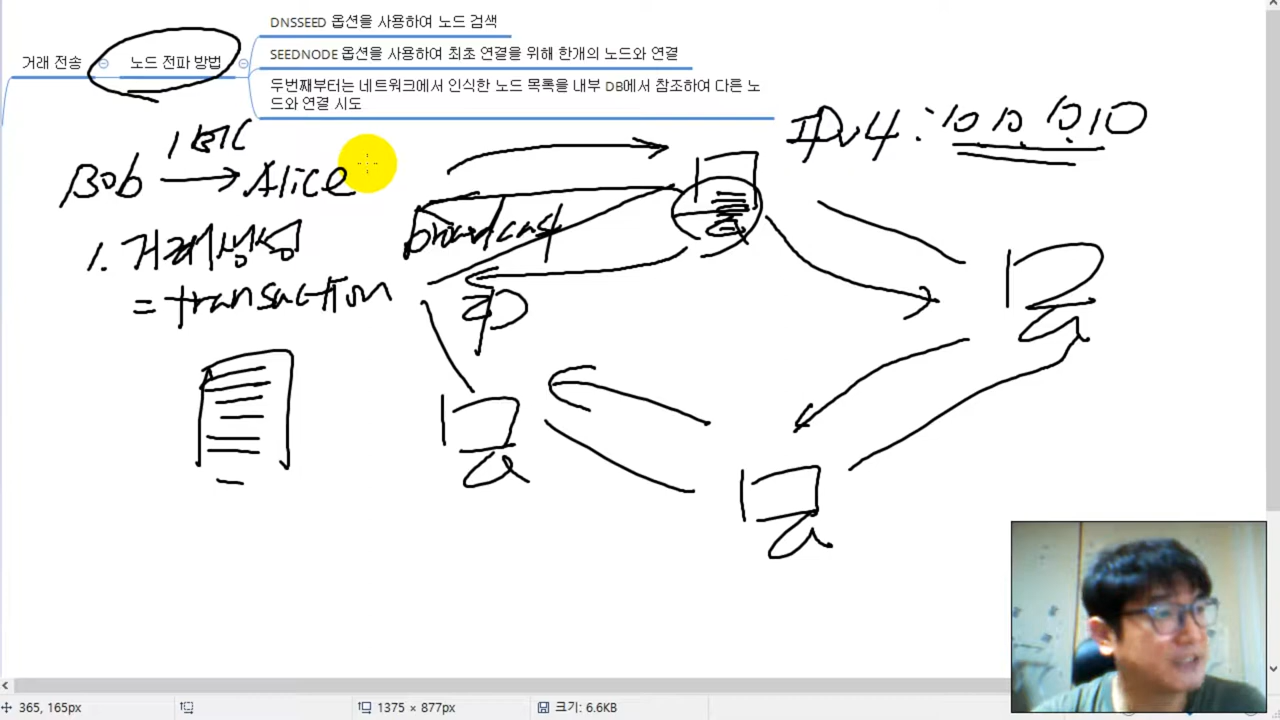 DNSSEED 옵션을 사용하여 노드 검색
거래 전송
노드 전파 방법
SEEDNODE 옵션을 사용하여 최초 연결을 위해 한개의 노드와 연결
두번째부터는 네트워크에서 인식한 노드 목록을 내부 DB에서 참조하여 다른 노
드와 연결 시도
IPv4 : 10.10.10.10
1 BTC
Bob → Alice
1. 거래생성
= transaction
broadcast
IP
365, 165px
1375 × 877px
크기: 6.6KB